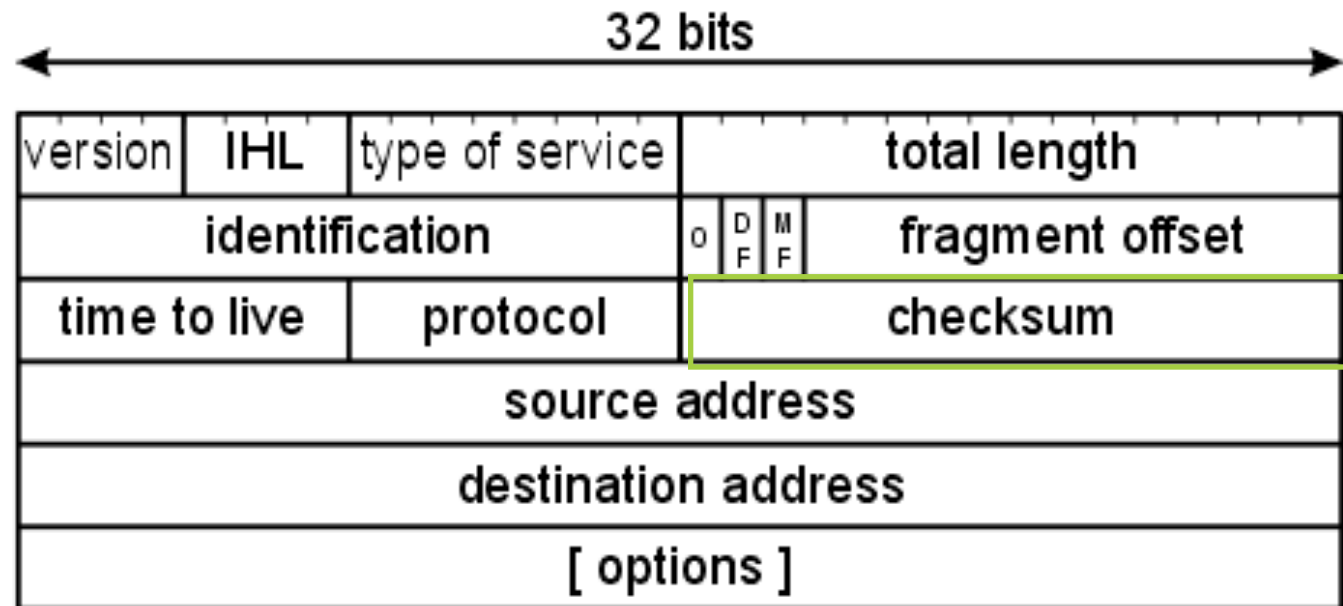 32 bits
version IHL type of service total length
identification 0 D F M F fragment offset
time to live protocol checksum
source address
destination address
[ options ]